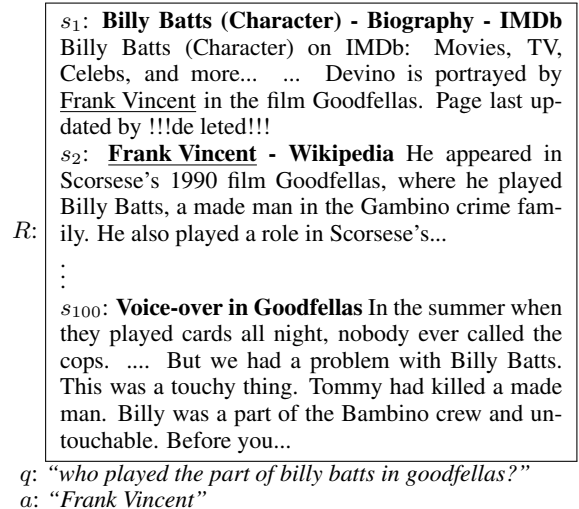 s1: Billy Batts (Character) - Biography - IMDb
Billy Batts (Character) on IMDb: Movies, TV,
Celebs, and more... ... Devino is portrayed by
Frank Vincent in the film Goodfellas. Page last up-
dated by !!!de leted!!!
s2: Frank Vincent - Wikipedia He appeared in
Scorsese's 1990 film Goodfellas, where he played
Billy Batts, a made man in the Gambino crime fam-
R: ily. He also played a role in Scorsese's...
⋮
s100: Voice-over in Goodfellas In the summer when
they played cards all night, nobody ever called the
cops. .... But we had a problem with Billy Batts.
This was a touchy thing. Tommy had killed a made
man. Billy was a part of the Bambino crew and un-
touchable. Before you...
q: “who played the part of billy batts in goodfellas?”
a: “Frank Vincent”